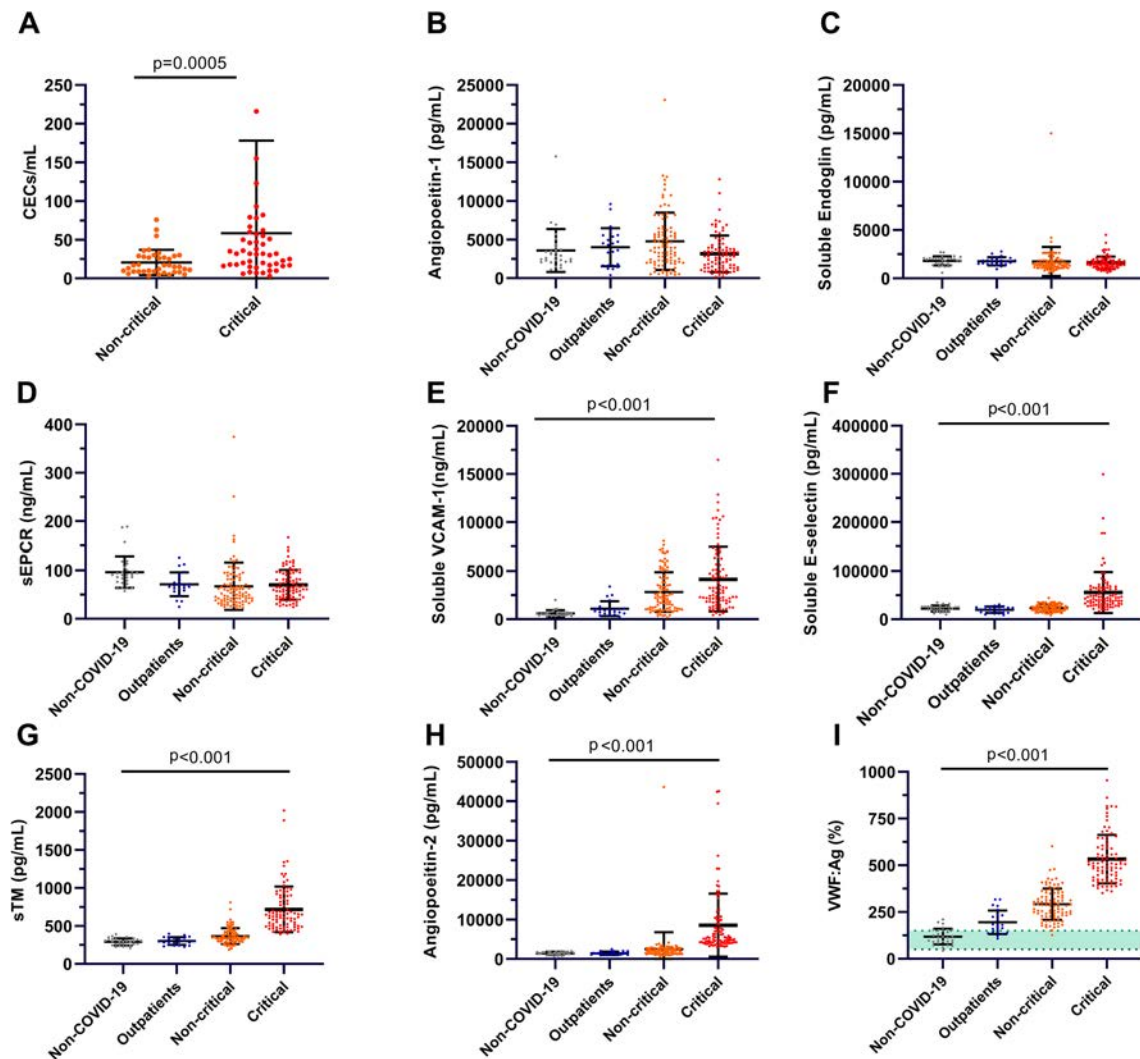 A
p=0.0005
CECs/mL
250
200
150
100
50
0
Non-critical
Critical
B
Angiopoeitin-1 (pg/mL)
25000
20000
15000
10000
5000
0
Non-COVID-19
Outpatients
Non-critical
Critical
C
Soluble Endoglin (pg/mL)
20000
15000
10000
5000
0
Non-COVID-19
Outpatients
Non-critical
Critical
D
sEPCR (ng/mL)
400
300
200
100
0
Non-COVID-19
Outpatients
Non-critical
Critical
E
p<0.001
Soluble VCAM-1(ng/mL)
20000
15000
10000
5000
0
Non-COVID-19
Outpatients
Non-critical
Critical
F
p<0.001
Soluble E-selectin (pg/mL)
400000
300000
200000
100000
0
Non-COVID-19
Outpatients
Non-critical
Critical
G
p<0.001
sTM (pg/mL)
2500
2000
1500
1000
500
0
Non-COVID-19
Outpatients
Non-critical
Critical
H
p<0.001
Angiopoeitin-2 (pg/mL)
50000
40000
30000
20000
10000
0
Non-COVID-19
Outpatients
Non-critical
Critical
I
p<0.001
VWF:Ag (%)
1000
750
500
250
0
Non-COVID-19
Outpatients
Non-critical
Critical